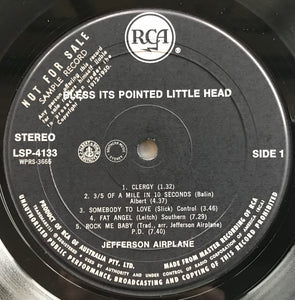 RCA
NOT FOR SALE
SAMPLE RECORD
BLESS ITS POINTED LITTLE HEAD
STEREO
LSP-4133
WPRS-3666
SIDE 1
1. CLERGY (1.32)
2. 3/5 OF A MILE IN 10 SECONDS (Balin)
Albert (4.39)
3. SOMEBODY TO LOVE (Slick) Control (3.46)
4. FAT ANGEL (Leitch) Southern (7.29)
5. ROCK ME BABY (Trad., arr. Jefferson Airplane)
P.D. (7.40)
JEFFERSON AIRPLANE
PRODUCT OF RCA OF AUSTRALIA PTY. LTD.
MADE FROM MASTER RECORDING OF RCA
UNAUTHORISED PUBLIC PERFORMANCE, BROADCASTING AND COPYING OF THIS RECORD